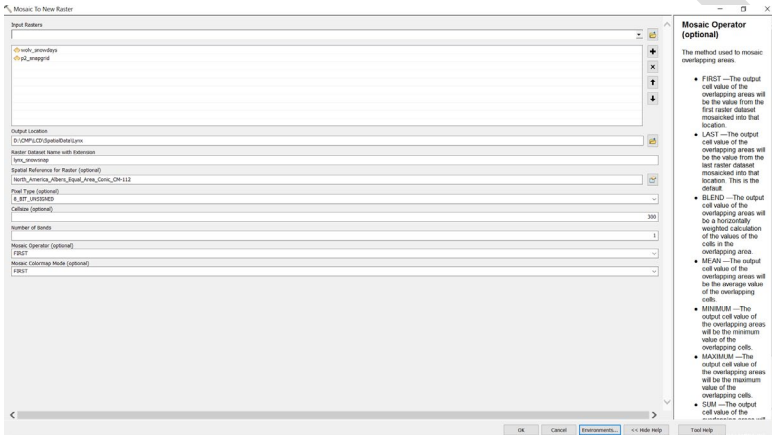 Mosaic To New Raster
Input Rasters
wolv_snowdays
p2_snapgrid
Output Location
D:\CMP\LCD\SpatialData\Lynx
Raster Dataset Name with Extension
lynx_snowsnap
Spatial Reference for Raster (optional)
North_America_Albers_Equal_Area_Conic_CM-112
Pixel Type (optional)
8_BIT_UNSIGNED
Cellsize (optional)
300
Number of Bands
1
Mosaic Operator (optional)
FIRST
Mosaic Colormap Mode (optional)
FIRST
OK
Cancel
Environments...
<< Hide Help
Tool Help
Mosaic Operator
(optional)
The method used to mosaic
overlapping areas.
• FIRST —The output
cell value of the
overlapping areas will
be the value from the
first raster dataset
mosaicked into that
location.
• LAST —The output
cell value of the
overlapping areas will
be the value from the
last raster dataset
mosaicked into that
location. This is the
default.
• BLEND —The output
cell value of the
overlapping areas will
be a horizontally
weighted calculation
of the values of the
cells in the
overlapping area.
• MEAN —The output
cell value of the
overlapping areas will
be the average value
of the overlapping
cells.
• MINIMUM —The
output cell value of
the overlapping areas
will be the minimum
value of the
overlapping cells.
• MAXIMUM —The
output cell value of
the overlapping areas
will be the maximum
value of the
overlapping cells.
• SUM —The output
cell value of the